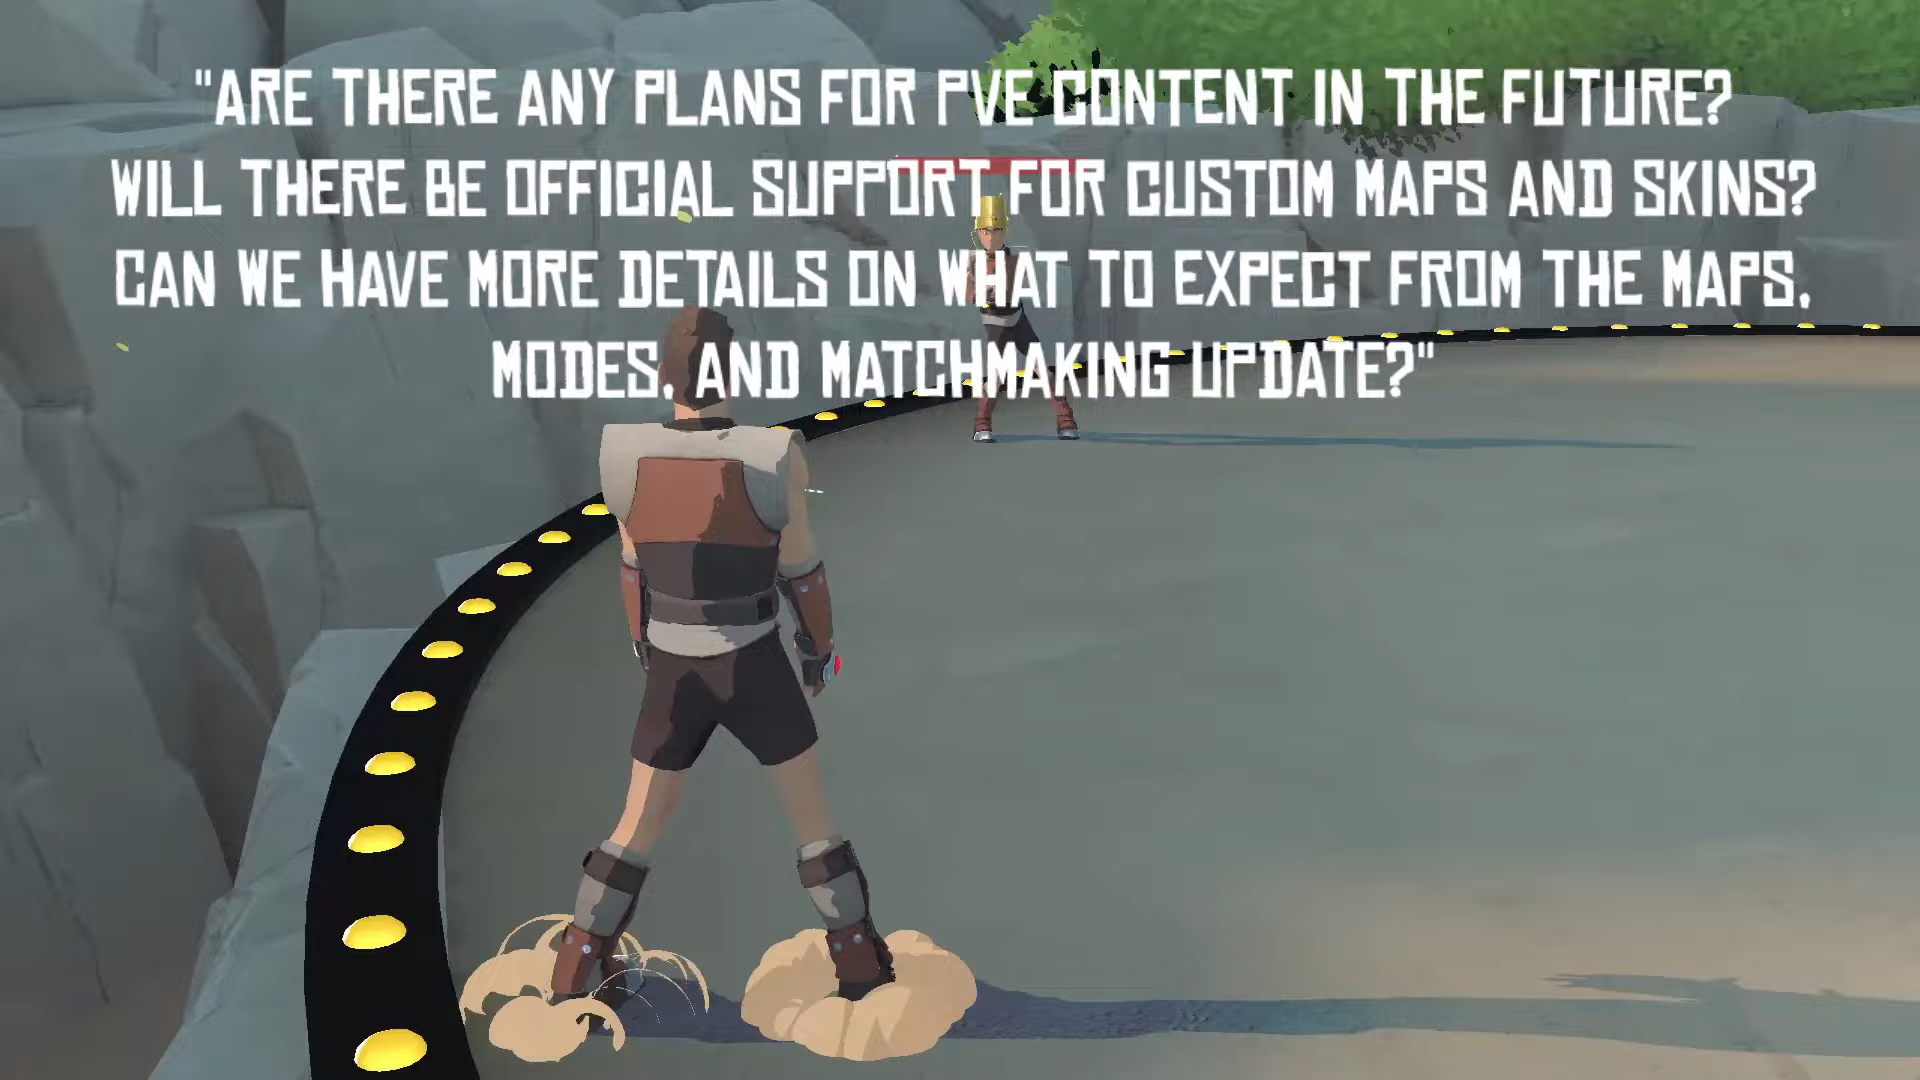 "ARE THERE ANY PLANS FOR PVE CONTENT IN THE FUTURE?
WILL THERE BE OFFICIAL SUPPORT FOR CUSTOM MAPS AND SKINS?
CAN WE HAVE MORE DETAILS ON WHAT TO EXPECT FROM THE MAPS,
MODES, AND MATCHMAKING UPDATE?"